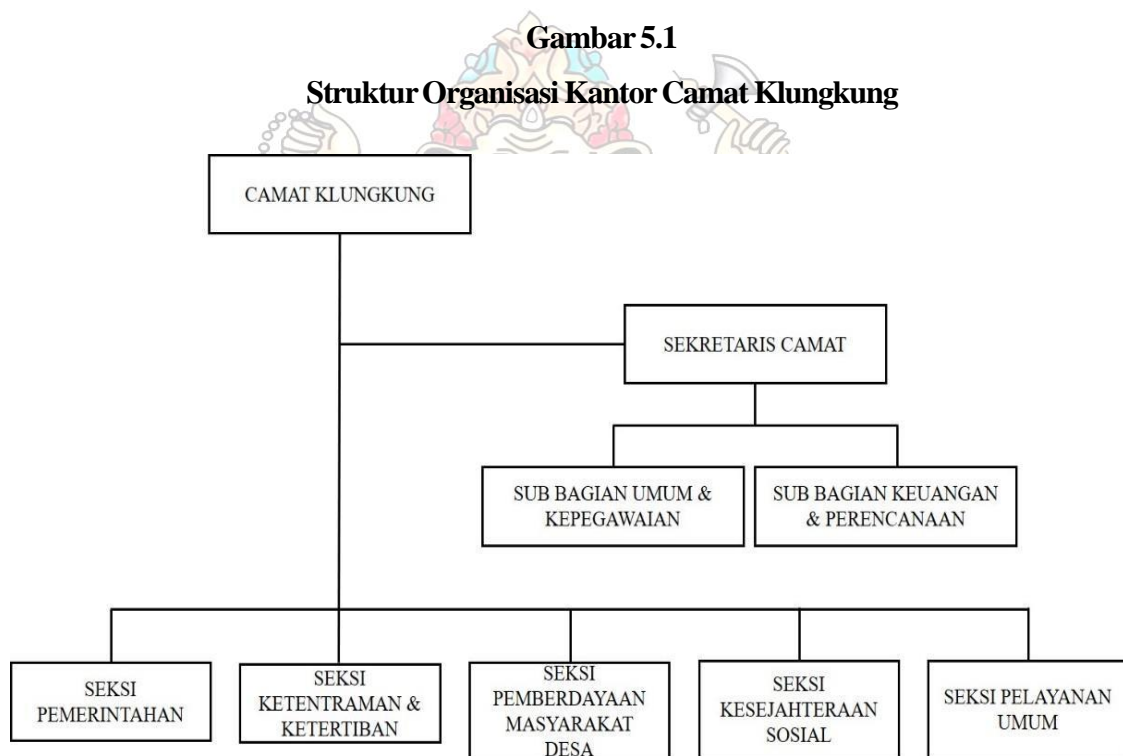 Gambar 5.1
Struktur Organisasi Kantor Camat Klungkung
CAMAT KLUNGKUNG
SEKRETARIS CAMAT
SUB BAGIAN UMUM &
KEPEGAWAIAN
SUB BAGIAN KEUANGAN
& PERENCANAAN
SEKSI
PEMERINTAHAN
SEKSI
KETENTRAMAN &
KETERTIBAN
SEKSI
PEMBERDAYAAN
MASYARAKAT
DESA
SEKSI
KESEJAHTERAAN
SOSIAL
SEKSI PELAYANAN
UMUM